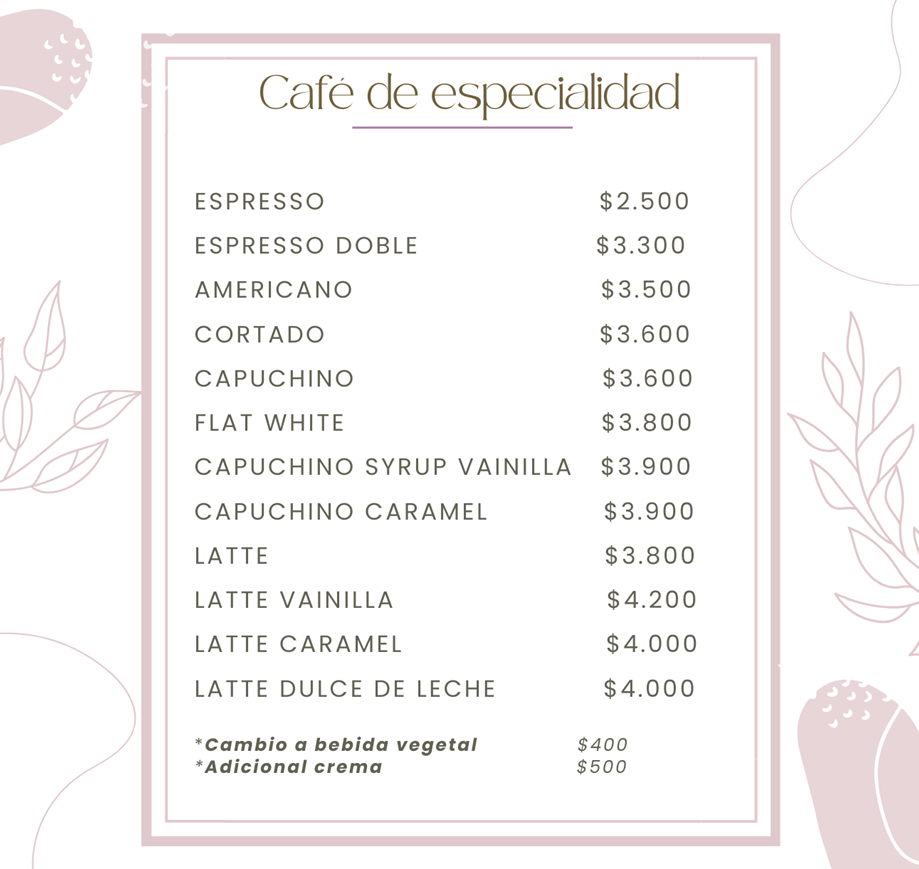 Café de especialidad
ESPRESSO $2.500
ESPRESSO DOBLE $3.300
AMERICANO $3.500
CORTADO $3.600
CAPUCHINO $3.600
FLAT WHITE $3.800
CAPUCHINO SYRUP VAINILLA $3.900
CAPUCHINO CARAMEL $3.900
LATTE $3.800
LATTE VAINILLA $4.200
LATTE CARAMEL $4.000
LATTE DULCE DE LECHE $4.000
*Cambio a bebida vegetal $400
*Adicional crema $500